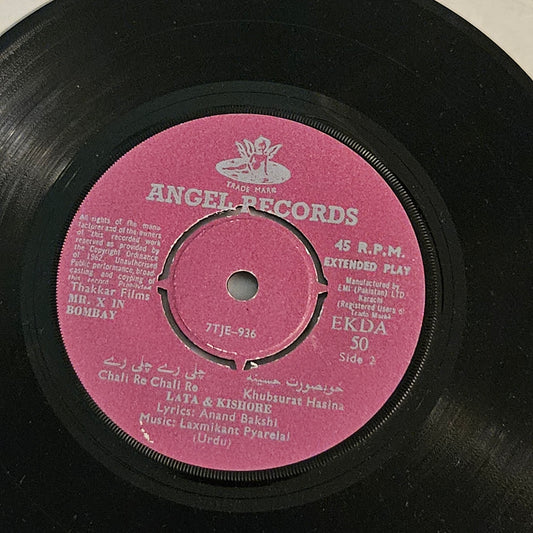 TRADE MARK
ANGEL RECORDS
All rights of the manu-
facturer and of the owners
of this recorded work
reserved as provided by
the Copyright Ordinance
of 1962. Unauthorised
Public performance, broad
casting, and copying of
this record Prohibited
Thakkar Films
MR. X IN
BOMBAY
45 R.P.M.
EXTENDED PLAY
Manufactured by
EMI (Pakistan) LTD.
Karachi
(Registered Users of
Trade Mark)
EKDA
50
Side 2
7TJE-936
چلی رے چلی رے
خوبصورت حسینہ
Chali Re Chali Re
Khubsurat Hasina
LATA & KISHORE
Lyrics: Anand Bakshi
Music: Laxmikant Pyarelal
(Urdu)